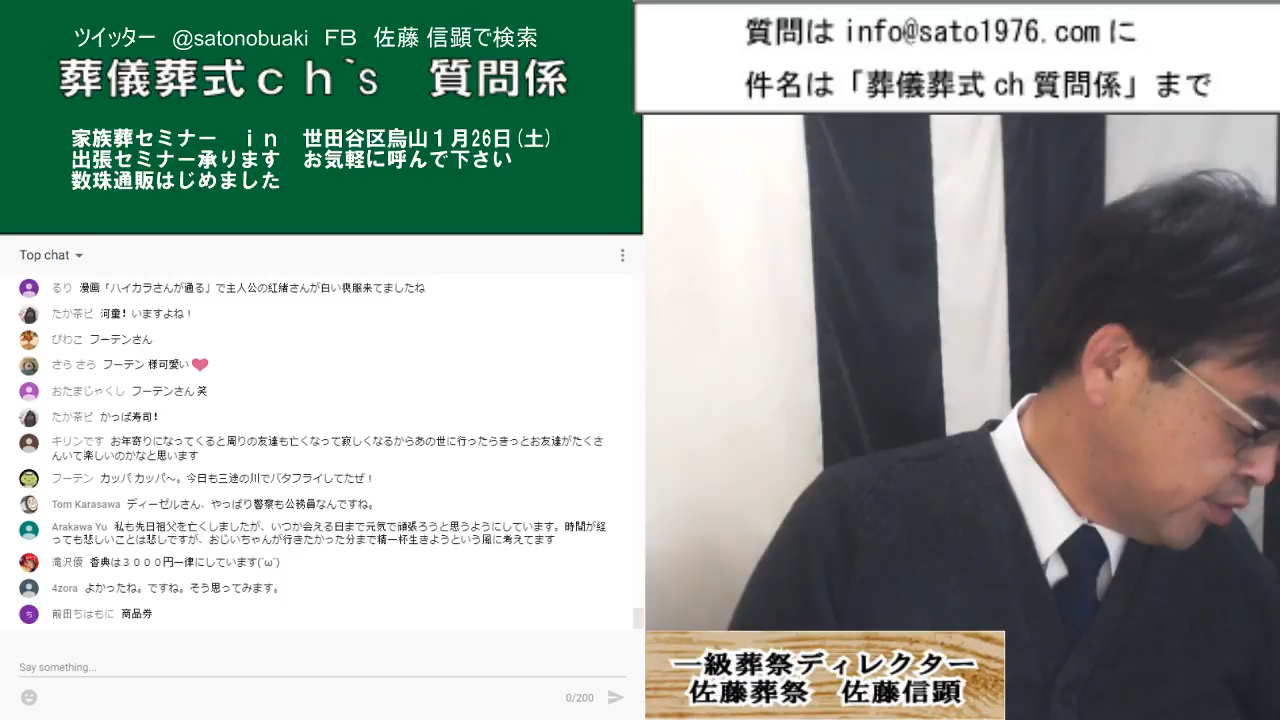 ツイッター　@satonobuaki　ＦＢ　佐藤 信顕で検索
葬儀葬式ｃｈ`s　質問係
家族葬セミナー　ｉｎ　世田谷区烏山１月26日(土)
出張セミナー承ります　お気軽に呼んで下さい
数珠通販はじめました
質問は info@sato1976.com に
件名は「葬儀葬式 ch 質問係」まで
Top chat
るり 漫画「ハイカラさんが通る」で主人公の紅緒さんが白い喪服来てましたね
たか茶ピ 河童！いますよね！
びわこ フーテンさん
さら さら フーテン 様可愛い❤
おたまじゃくし フーテンさん 笑
たか茶ピ かっぱ寿司！
キリンです お年寄りになってくると周りの友達も亡くなって寂しくなるからあの世に行ったらきっとお友達がたくさ
んいて楽しいのかなと思います
フーテン カッパ カッパ〜。今日も三途の川でバタフライしてたぜ！
Tom Karasawa ディーゼルさん、やっぱり警察も公務員なんですね。
Arakawa Yu 私も先日祖父を亡くしましたが、いつか会える日まで元気で頑張ろうと思うようにしています。時間が経
っても悲しいことは悲しですが、おじいちゃんが行きたかった分まで精一杯生きようという風に考えてます
滝沢優 香典は３０００円一律にしています(´ω`)
4zora よかったね。ですね。そう思ってみます。
ち 前田ちはもに 商品券
Say something...
0/200
一級葬祭ディレクター
佐藤葬祭　佐藤信顕